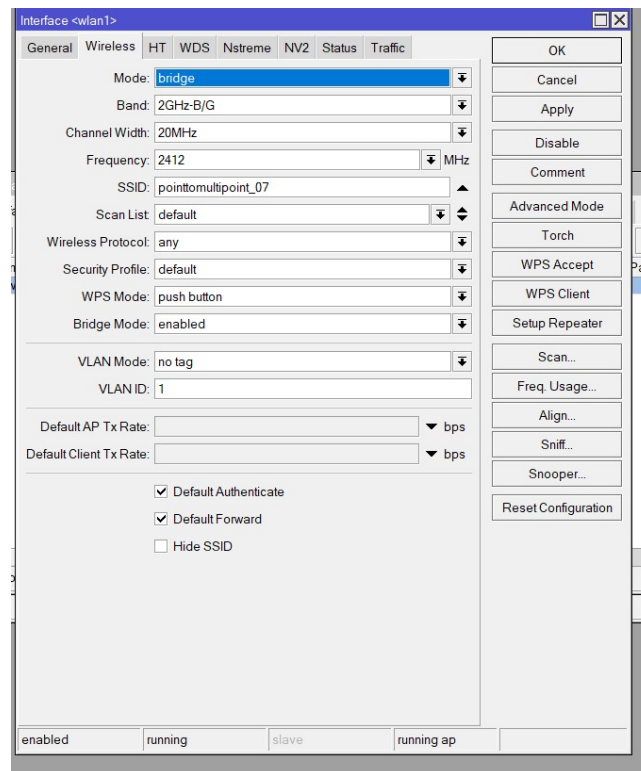 Interface <wlan1>
General Wireless HT WDS Nstreme NV2 Status Traffic
Mode: bridge
Band: 2GHz-B/G
Channel Width: 20MHz
Frequency: 2412 MHz
SSID: pointtomultipoint_07
Scan List: default
Wireless Protocol: any
Security Profile: default
WPS Mode: push button
Bridge Mode: enabled
VLAN Mode: no tag
VLAN ID: 1
Default AP Tx Rate: bps
Default Client Tx Rate: bps
Default Authenticate
Default Forward
Hide SSID
OK
Cancel
Apply
Disable
Comment
Advanced Mode
Torch
WPS Accept
WPS Client
Setup Repeater
Scan...
Freq. Usage...
Align...
Sniff...
Snooper...
Reset Configuration
enabled running slave running ap